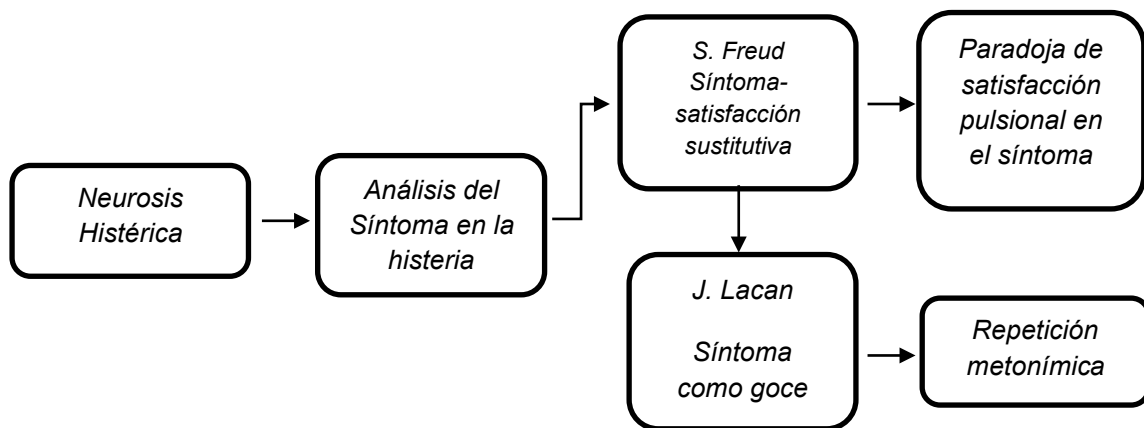 Neurosis
Histérica
Análisis del
Síntoma en la
histeria
S. Freud
Síntoma-
satisfacción
sustitutiva
Paradoja de
satisfacción
pulsional en
el síntoma
J. Lacan
Síntoma
como goce
Repetición
metonímica